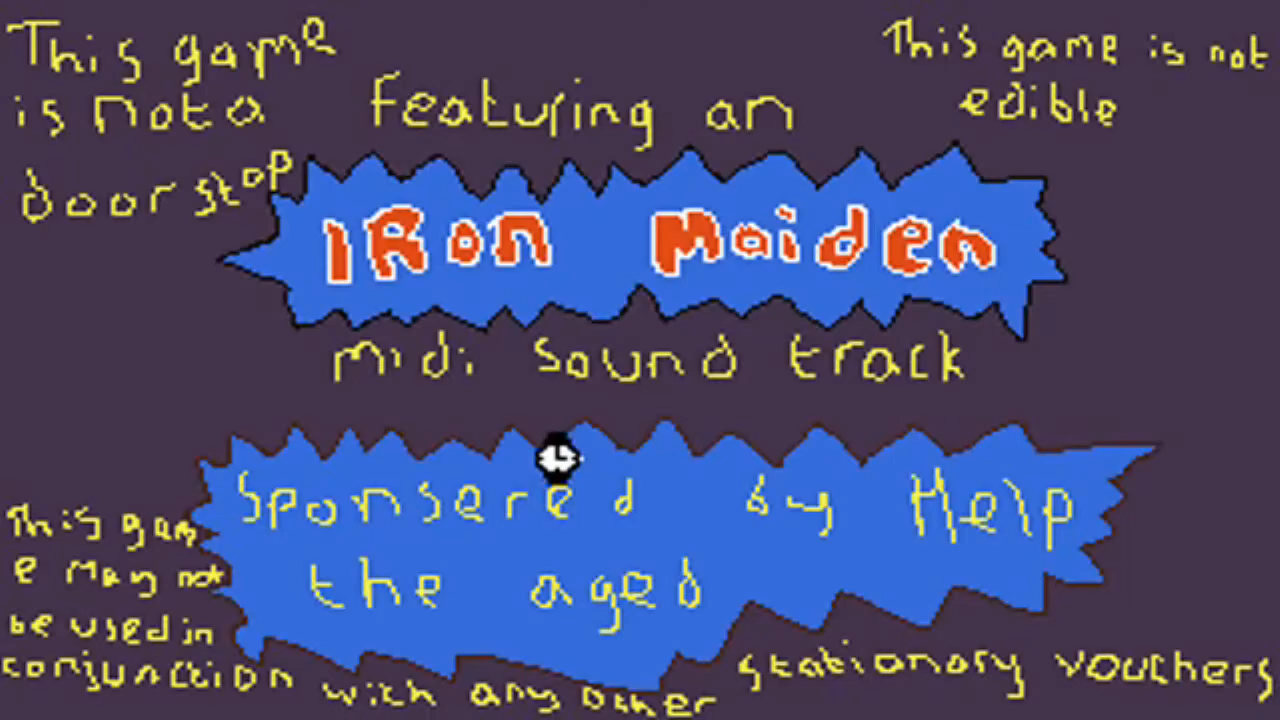 This game
is not a
doorstop
This game is not
edible
Featuring an
IRon Maiden
midi sound track
Sponsered by Help
the aged
This gam
e may not
be used in
conjunction with any other stationary vouchers